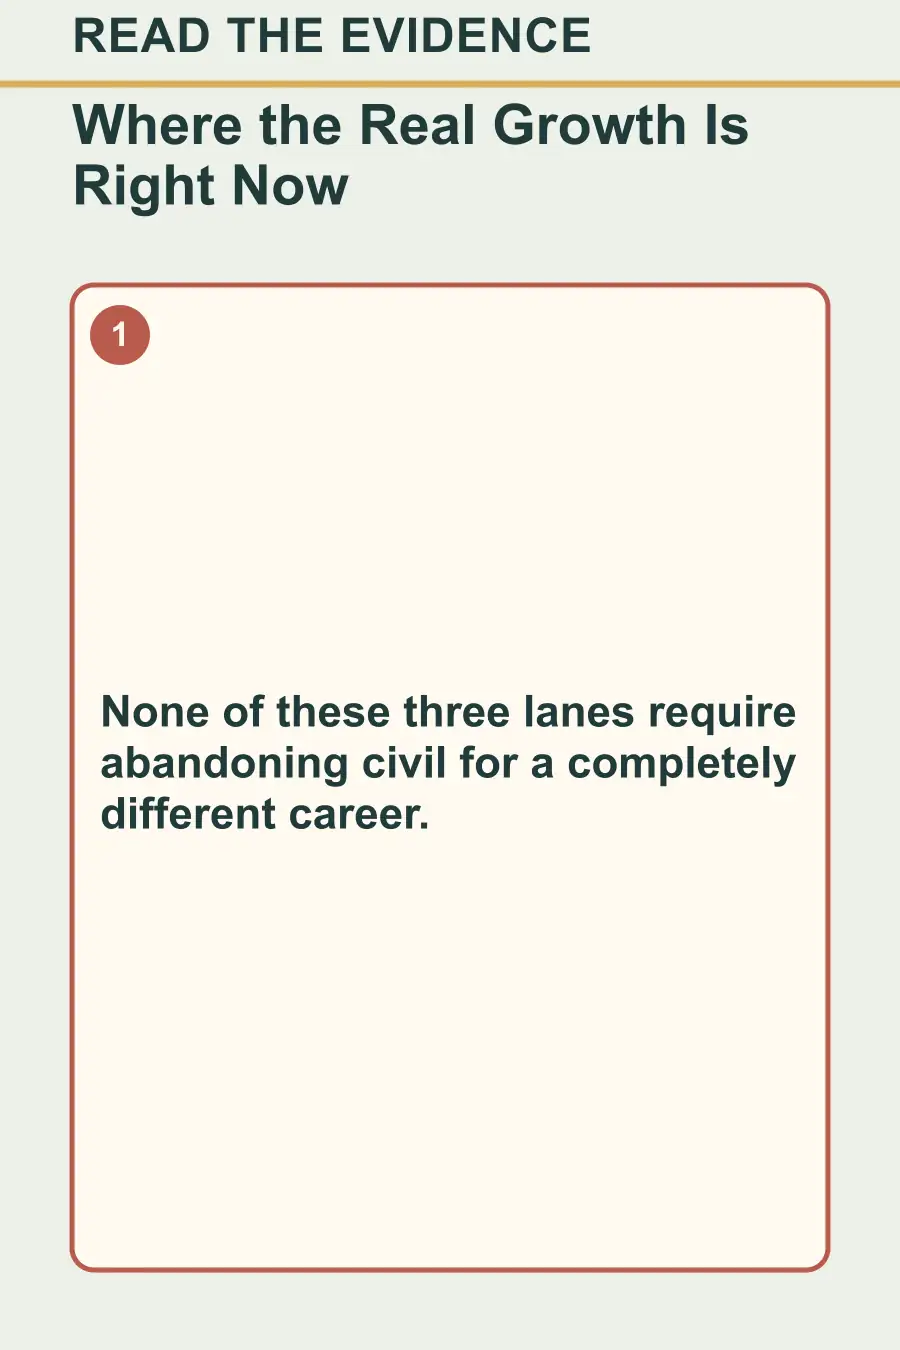 READ THE EVIDENCE
Where the Real Growth Is
Right Now
1
None of these three lanes require
abandoning civil for a completely
different career.